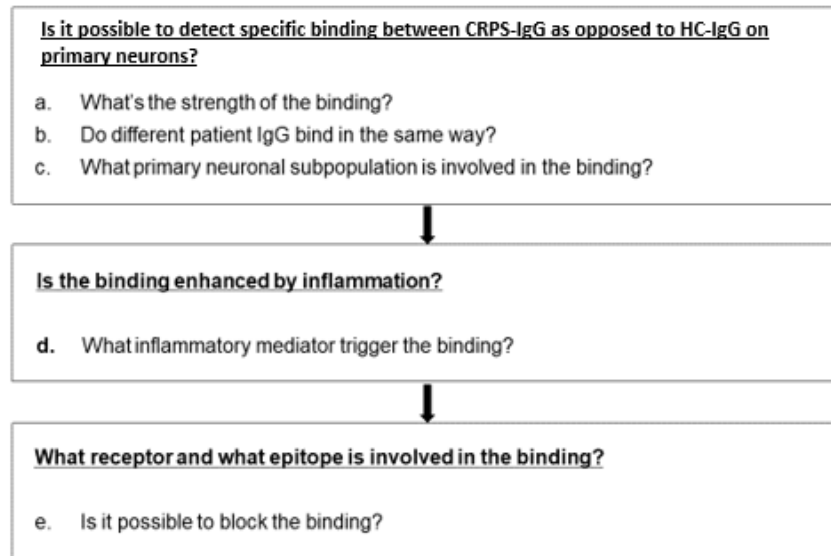 Is it possible to detect specific binding between CRPS-IgG as opposed to HC-IgG on
primary neurons?
a. What's the strength of the binding?
b. Do different patient IgG bind in the same way?
c. What primary neuronal subpopulation is involved in the binding?
Is the binding enhanced by inflammation?
d. What inflammatory mediator trigger the binding?
What receptor and what epitope is involved in the binding?
e. Is it possible to block the binding?